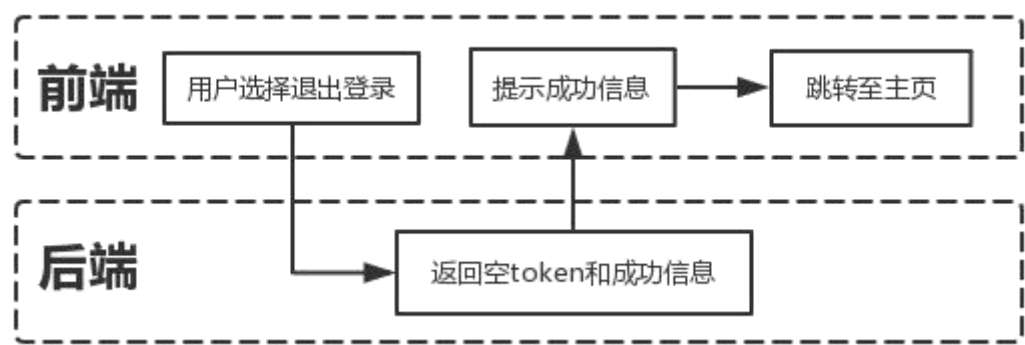 前端
用户选择退出登录
提示成功信息
跳转至主页
后端
返回空token和成功信息